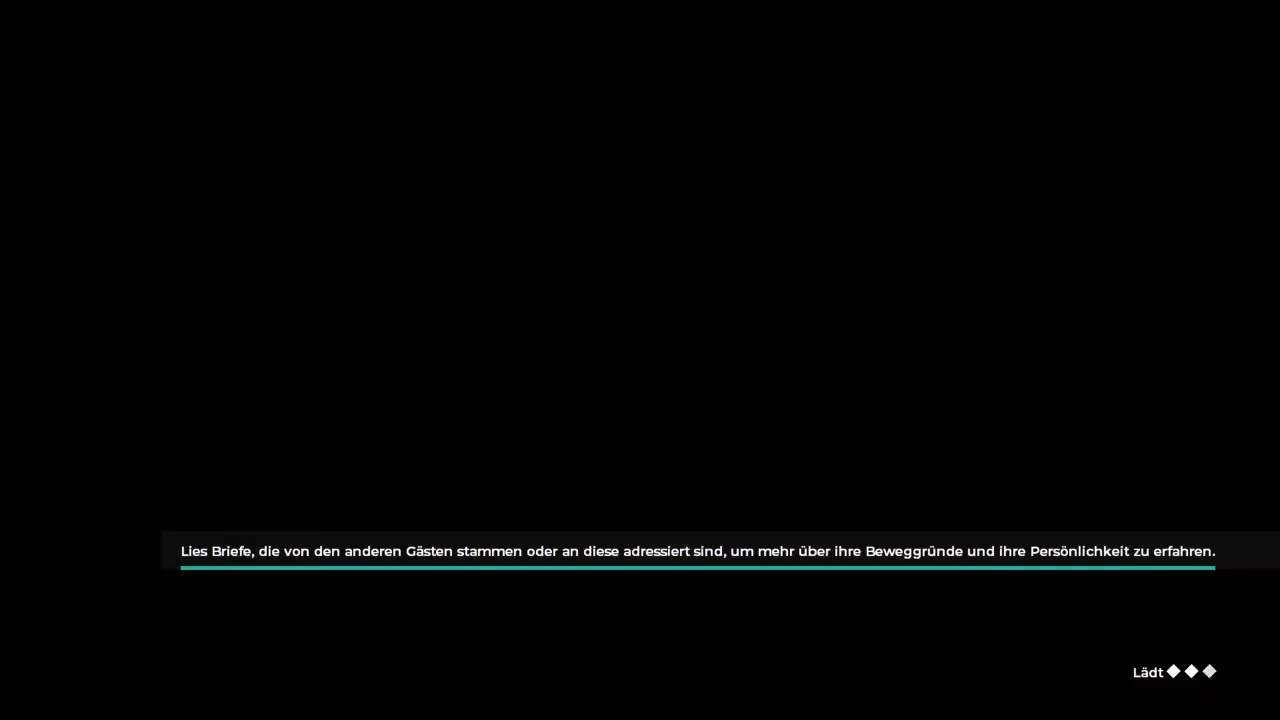 Lies Briefe, die von den anderen Gästen stammen oder an diese adressiert sind, um mehr über ihre Beweggründe und ihre Persönlichkeit zu erfahren.
Lädt